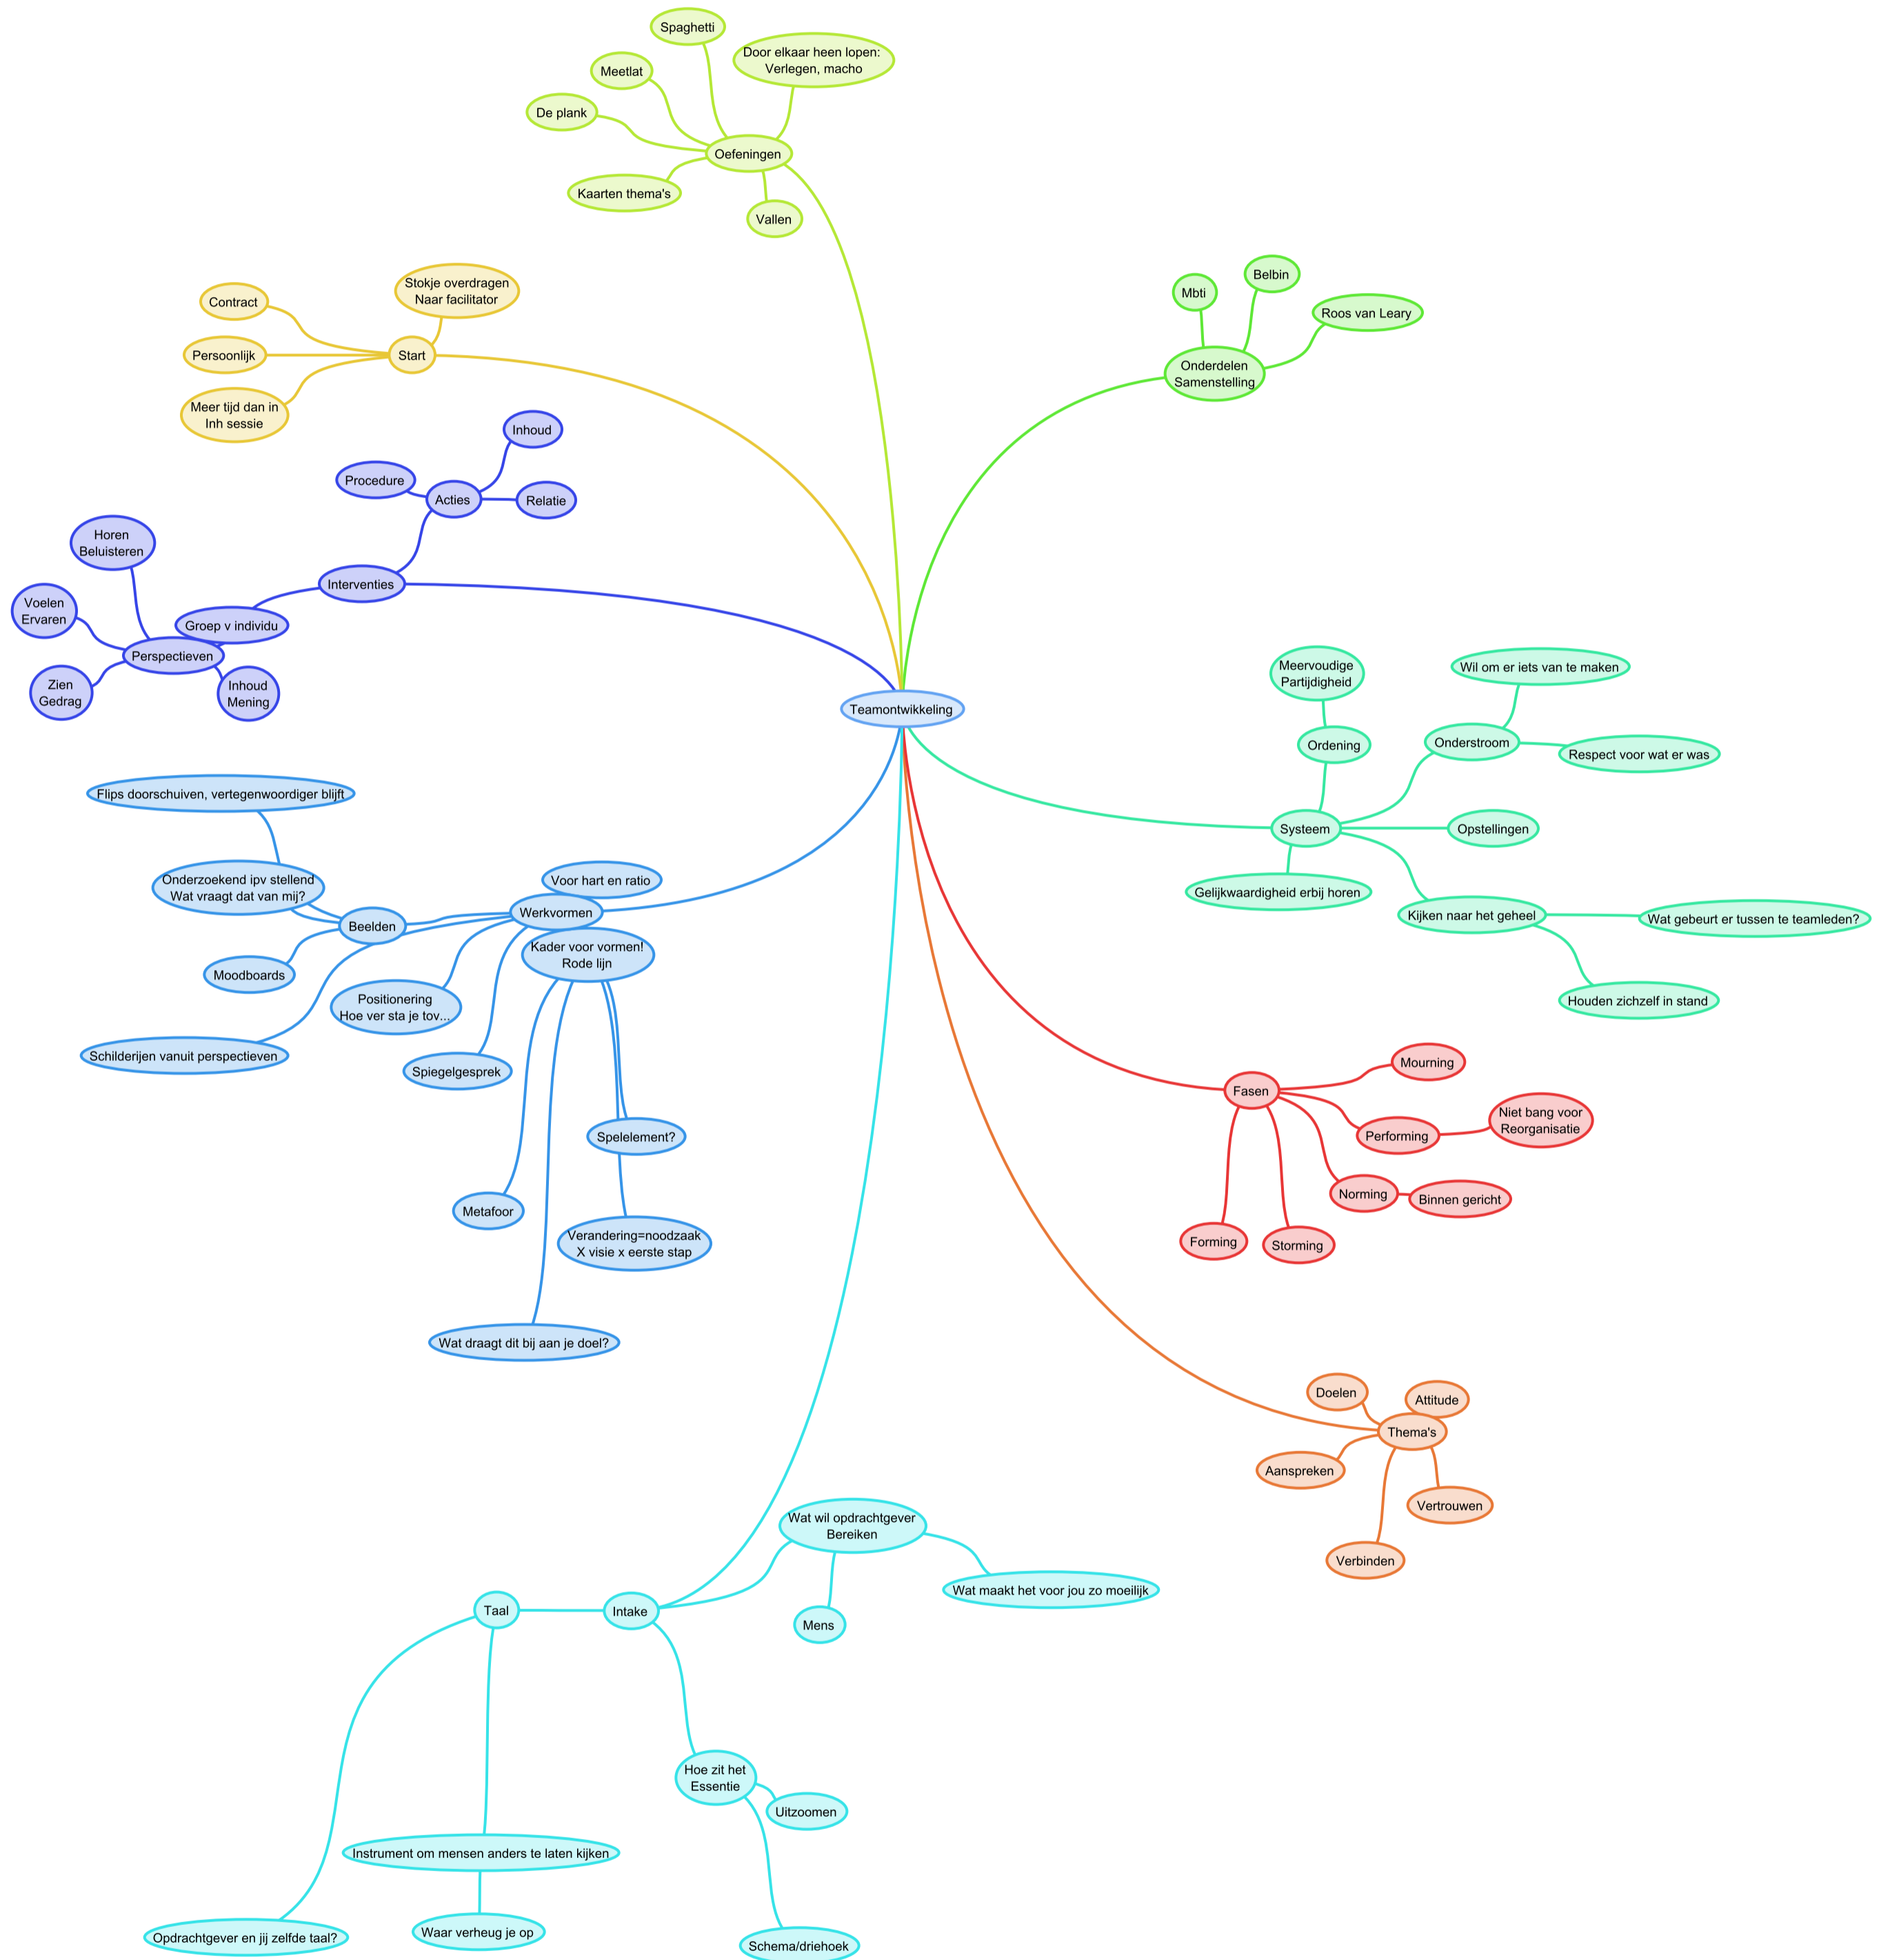 Spaghetti
Door elkaar heen lopen:
Verlegen, macho
Meetlat
De plank
Oefeningen
Kaarten thema's
Vallen
Belbin
Mbti
Roos van Leary
Onderdelen
Samenstelling
Stokje overdragen
Naar facilitator
Contract
Persoonlijk
Start
Meer tijd dan in
Inh sessie
Inhoud
Procedure
Acties
Relatie
Horen
Beluisteren
Interventies
Voelen
Ervaren
Groep v individu
Perspectieven
Zien
Gedrag
Inhoud
Mening
Teamontwikkeling
Meervoudige
Partijdigheid
Wil om er iets van te maken
Ordening
Onderstroom
Respect voor wat er was
Systeem
Opstellingen
Gelijkwaardigheid erbij horen
Kijken naar het geheel
Wat gebeurt er tussen te teamleden?
Houden zichzelf in stand
Flips doorschuiven, vertegenwoordiger blijft
Onderzoekend ipv stellend
Wat vraagt dat van mij?
Voor hart en ratio
Werkvormen
Beelden
Kader voor vormen!
Rode lijn
Moodboards
Positionering
Hoe ver sta je tov...
Schilderijen vanuit perspectieven
Spiegelgesprek
Spelelement?
Metafoor
Verandering=noodzaak
X visie x eerste stap
Wat draagt dit bij aan je doel?
Mourning
Fasen
Niet bang voor
Reorganisatie
Performing
Norming
Binnen gericht
Forming
Storming
Doelen
Attitude
Thema's
Aanspreken
Vertrouwen
Verbinden
Wat wil opdrachtgever
Bereiken
Wat maakt het voor jou zo moeilijk
Taal
Intake
Mens
Hoe zit het
Essentie
Uitzoomen
Instrument om mensen anders te laten kijken
Opdrachtgever en jij zelfde taal?
Waar verheug je op
Schema/driehoek